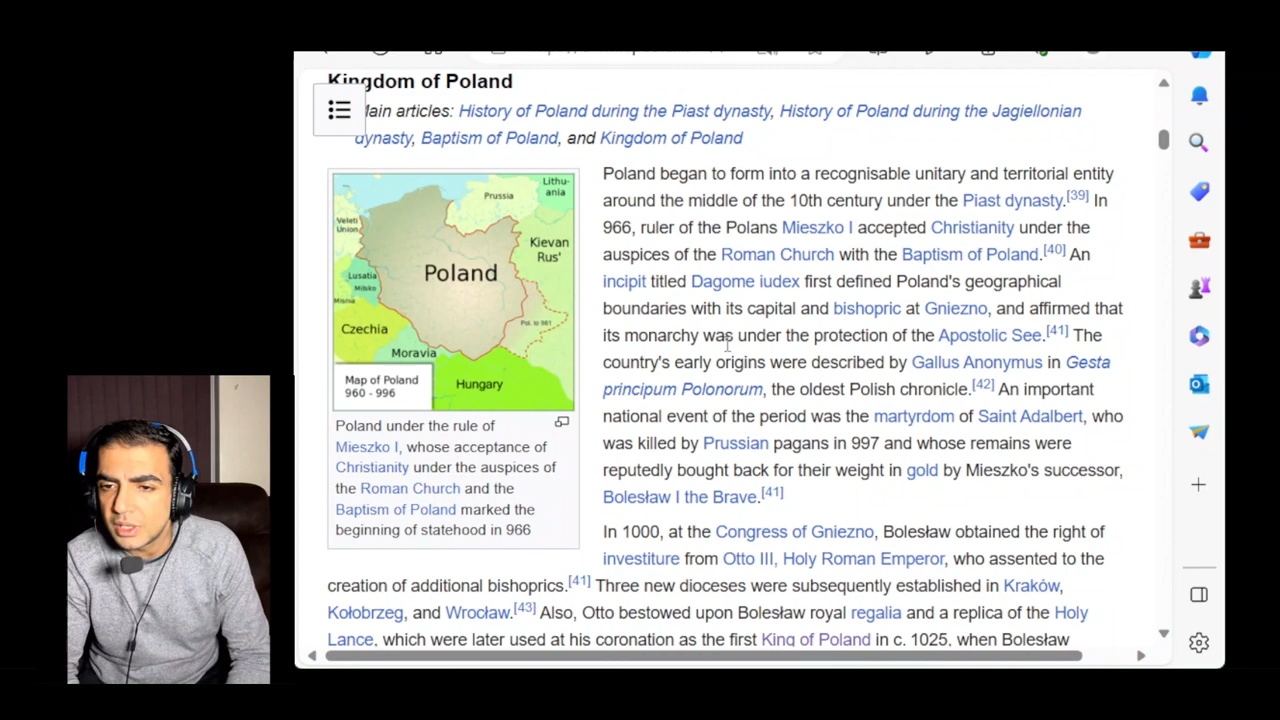 Kingdom of Poland
Main articles: History of Poland during the Piast dynasty, History of Poland during the Jagiellonian
dynasty, Baptism of Poland, and Kingdom of Poland
Lithu-
ania
Prussia
Veleti
Union
Kievan
Rus'
Poland
Lusatia
Milsko
Misnia
Pol. to 981
Czechia
Moravia
Hungary
Map of Poland
960 - 996
Poland under the rule of
Mieszko I, whose acceptance of
Christianity under the auspices of
the Roman Church and the
Baptism of Poland marked the
beginning of statehood in 966
Poland began to form into a recognisable unitary and territorial entity
around the middle of the 10th century under the Piast dynasty.[39] In
966, ruler of the Polans Mieszko I accepted Christianity under the
auspices of the Roman Church with the Baptism of Poland.[40] An
incipit titled Dagome iudex first defined Poland's geographical
boundaries with its capital and bishopric at Gniezno, and affirmed that
its monarchy was under the protection of the Apostolic See.[41] The
country's early origins were described by Gallus Anonymus in Gesta
principum Polonorum, the oldest Polish chronicle.[42] An important
national event of the period was the martyrdom of Saint Adalbert, who
was killed by Prussian pagans in 997 and whose remains were
reputedly bought back for their weight in gold by Mieszko's successor,
Bolesław I the Brave.[41]
In 1000, at the Congress of Gniezno, Bolesław obtained the right of
investiture from Otto III, Holy Roman Emperor, who assented to the
creation of additional bishoprics.[41] Three new dioceses were subsequently established in Kraków,
Kołobrzeg, and Wrocław.[43] Also, Otto bestowed upon Bolesław royal regalia and a replica of the Holy
Lance, which were later used at his coronation as the first King of Poland in c. 1025, when Bolesław